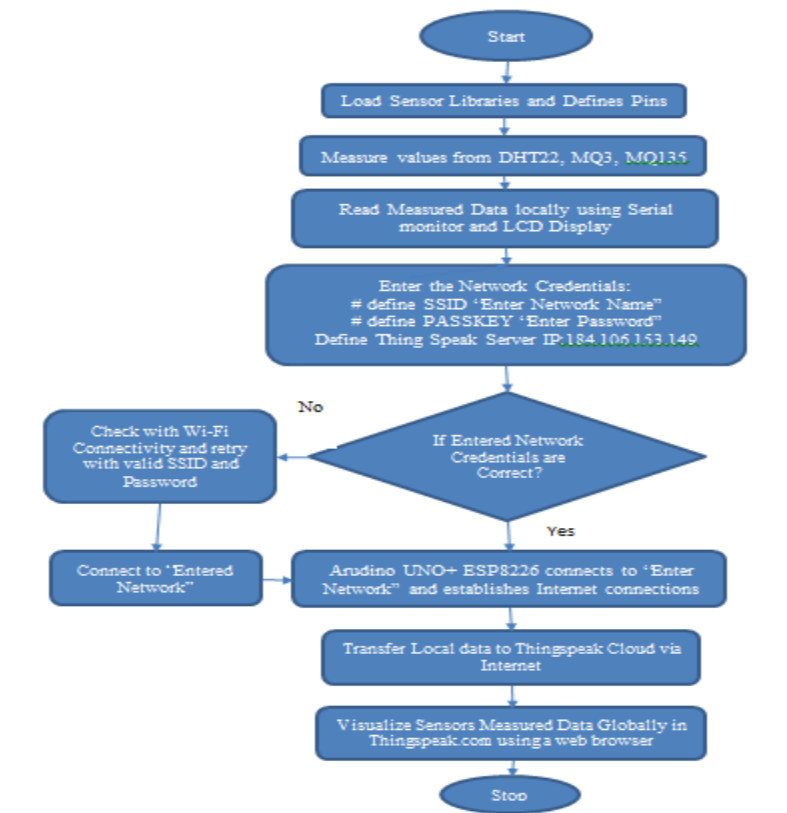 Start
Load Sensor Libraries and Defines Pins
Measure values from DHT22, MQ3, MQ135
Read Measured Data locally using Serial
monitor and LCD Display
Enter the Network Credentials:
# define SSID “Enter Network Name”
# define PASSKEY “Enter Password”
Define Thing Speak Server IP:184.106.153.149
If Entered Network
Credentials are
Correct?
No
Check with Wi-Fi
Connectivity and retry
with valid SSID and
Password
Connect to “Entered
Network”
Yes
Arudino UNO+ ESP8226 connects to “Enter
Network” and establishes Internet connections
Transfer Local data to Thingspeak Cloud via
Internet
Visualize Sensors Measured Data Globally in
Thingspeak.com using a web browser
Stop